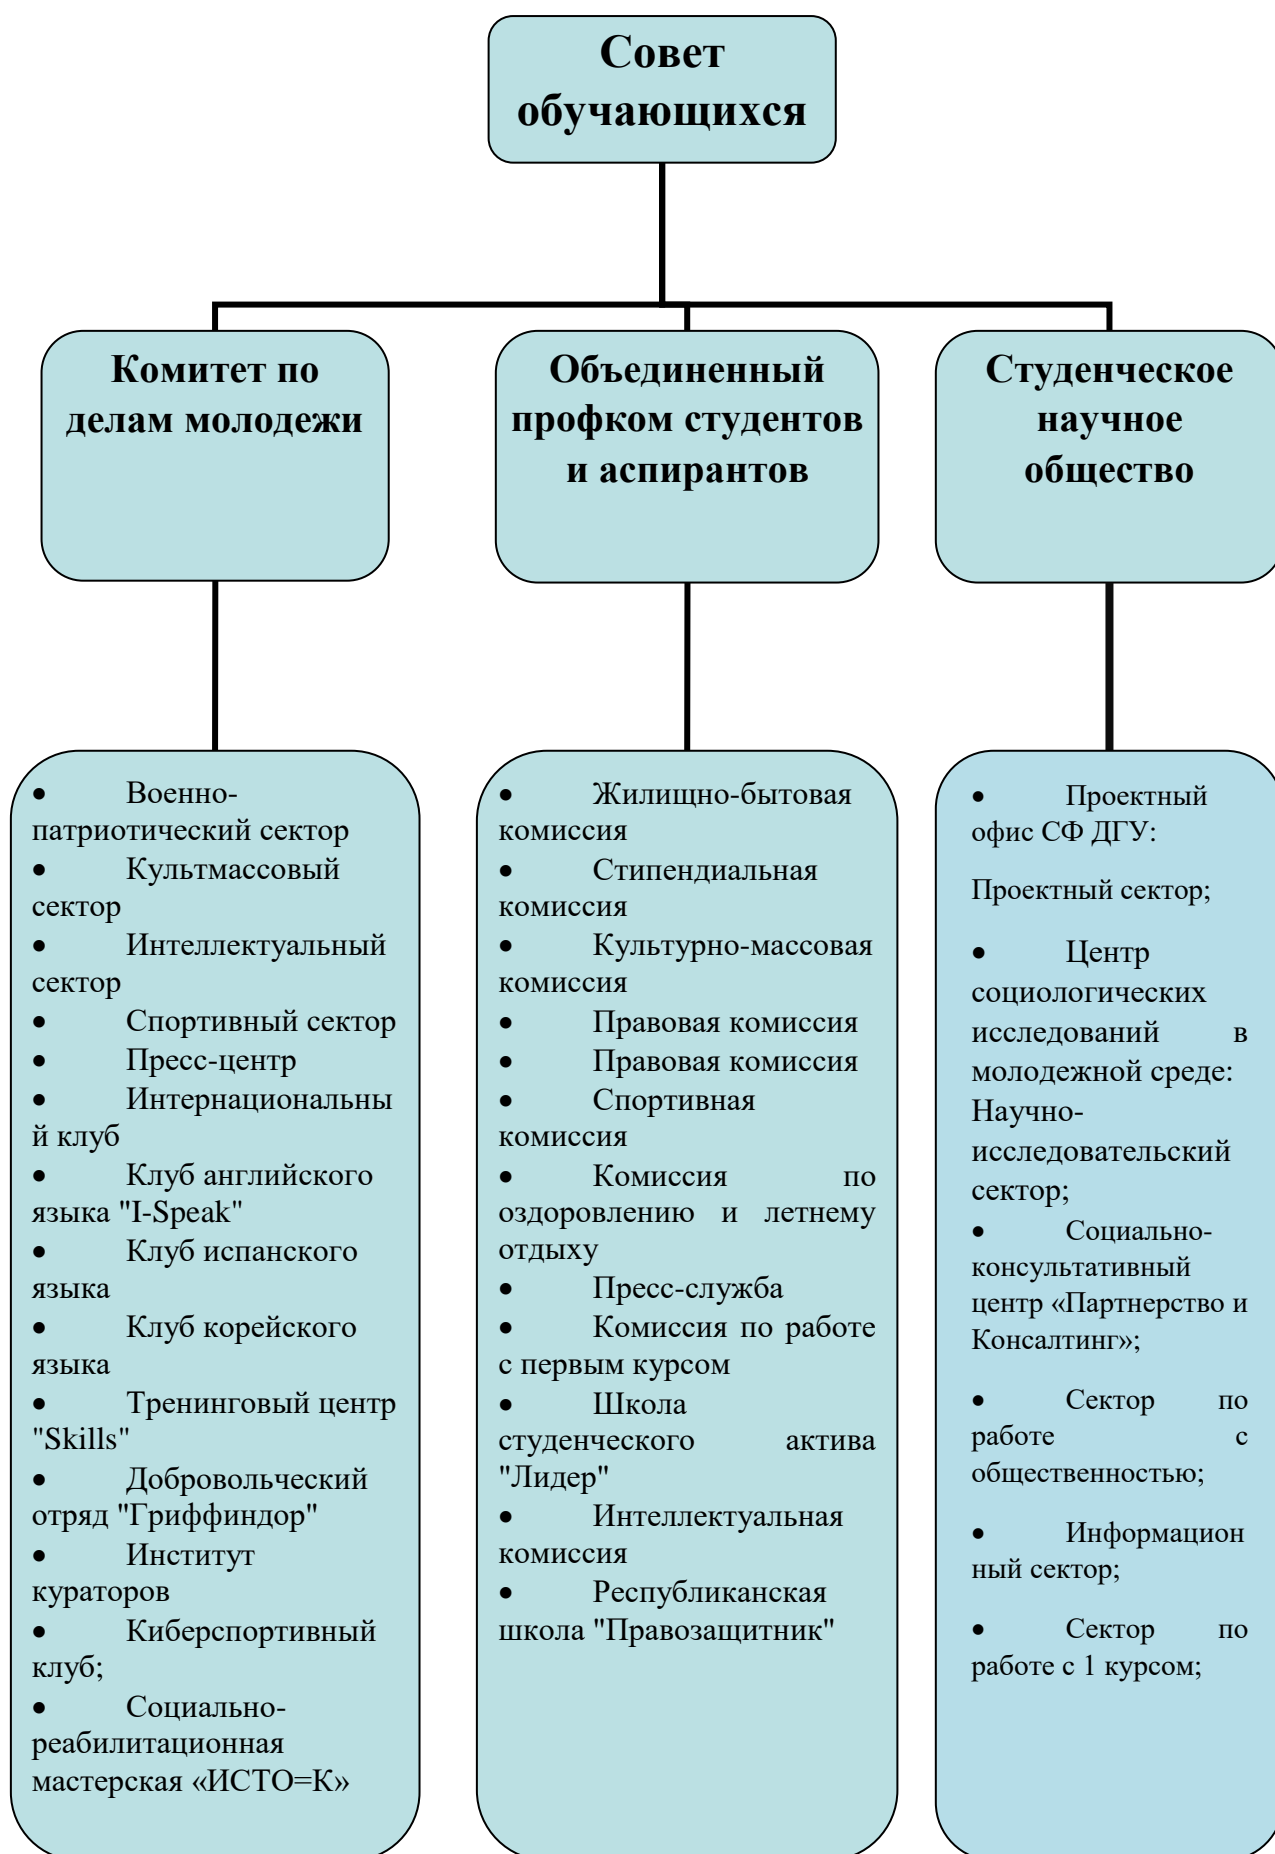 Совет
обучающихся
Комитет по
делам молодежи
Объединенный
профком студентов
и аспирантов
Студенческое
научное
общество
• Военно-
патриотический сектор
• Культмассовый
сектор
• Интеллектуальный
сектор
• Спортивный сектор
• Пресс-центр
• Интернациональны
й клуб
• Клуб английского
языка "I-Speak"
• Клуб испанского
языка
• Клуб корейского
языка
• Тренинговый центр
"Skills"
• Добровольческий
отряд "Гриффиндор"
• Институт
кураторов
• Киберспортивный
клуб;
• Социально-
реабилитационная
мастерская «ИСТО=К»
• Жилищно-бытовая
комиссия
• Стипендиальная
комиссия
• Культурно-массовая
комиссия
• Правовая комиссия
• Правовая комиссия
• Спортивная
комиссия
• Комиссия по
оздоровлению и летнему
отдыху
• Пресс-служба
• Комиссия по работе
с первым курсом
• Школа
студенческого актива
"Лидер"
• Интеллектуальная
комиссия
• Республиканская
школа "Правозащитник"
• Проектный
офис СФ ДГУ:
Проектный сектор;
• Центр
социологических
исследований в
молодежной среде:
Научно-
исследовательский
сектор;
• Социально-
консультативный
центр «Партнерство и
Консалтинг»;
• Сектор по
работе с
общественностью;
• Информацион
ный сектор;
• Сектор по
работе с 1 курсом;